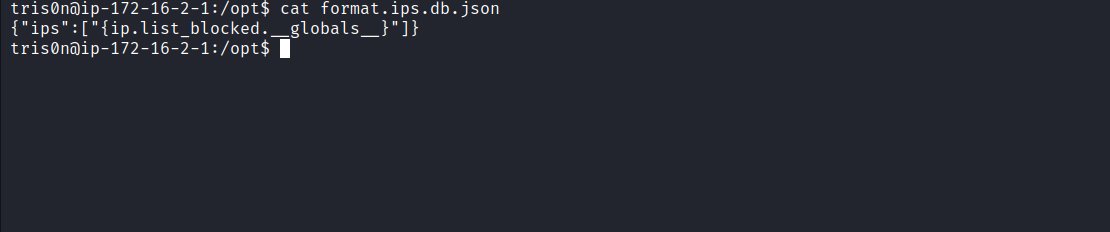 tris0n@ip-172-16-2-1:/opt$ cat format.ips.db.json
{"ips":["{ip.list_blocked.__globals__}"]}
tris0n@ip-172-16-2-1:/opt$